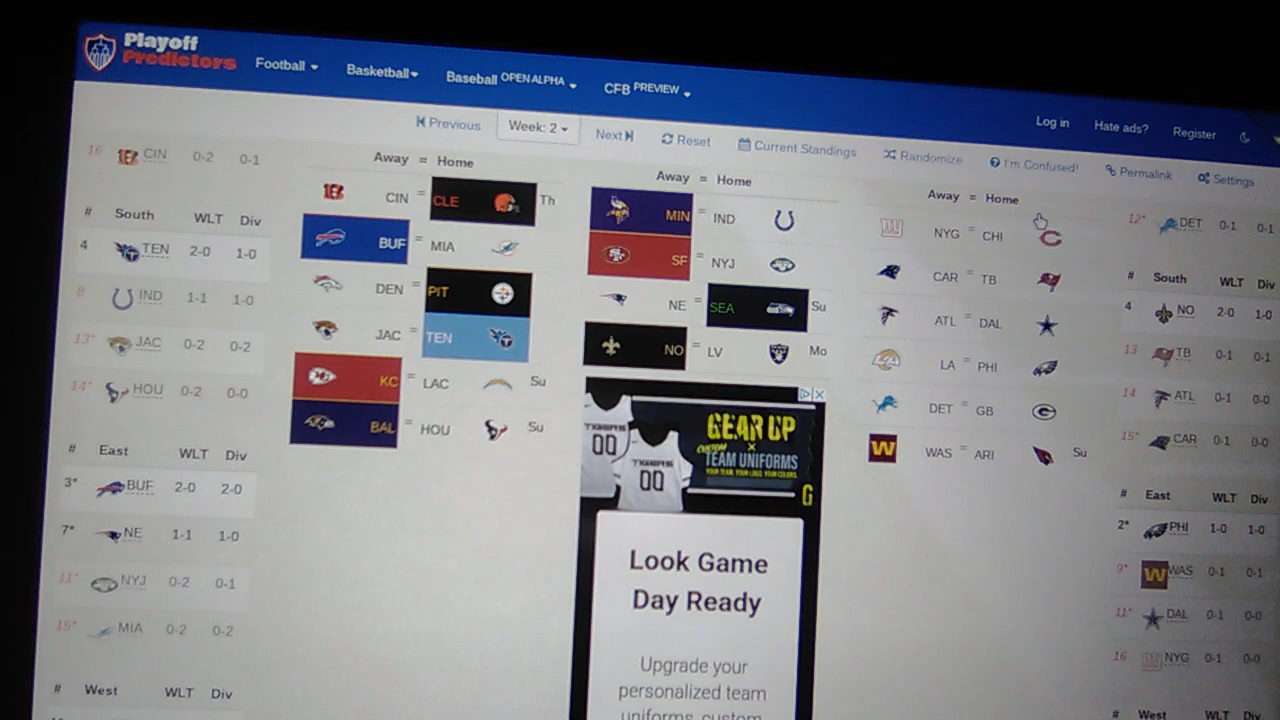 Playoff
Predictors
Football
Basketball
Baseball OPEN ALPHA
CFB PREVIEW
Log in
Hate ads?
Register
Previous
Week: 2
Next
Reset
Current Standings
Randomize
I'm Confused!
Permalink
Settings
16 CIN 0-2 0-1
# South WLT Div
4 TEN 2-0 1-0
8 IND 1-1 1-0
13* JAC 0-2 0-2
14* HOU 0-2 0-0
# East WLT Div
3* BUF 2-0 2-0
7* NE 1-1 1-0
11* NYJ 0-2 0-1
15* MIA 0-2 0-2
# West WLT Div
Away = Home
CIN = CLE Th
BUF = MIA
DEN = PIT
JAC = TEN
KC = LAC Su
BAL = HOU Su
Away = Home
MIN = IND
SF = NYJ
NE = SEA Su
NO = LV Mo
GEAR UP
CUSTOM X
TEAM UNIFORMS
YOUR TEAM. YOUR LOGO. YOUR COLORS.
TIGERS
00
TIGERS
00
G
Look Game
Day Ready
Upgrade your
personalized team
uniforms, custom
Away = Home
NYG = CHI
CAR = TB
ATL = DAL
LA = PHI
DET = GB
WAS = ARI Su
12* DET 0-1 0-1
# South WLT Div
4 NO 2-0 1-0
13 TB 0-1 0-1
14 ATL 0-1 0-0
15* CAR 0-1 0-0
# East WLT Div
2* PHI 1-0 1-0
9* WAS 0-1 0-1
11* DAL 0-1 0-0
16 NYG 0-1 0-0
# West WLT Div